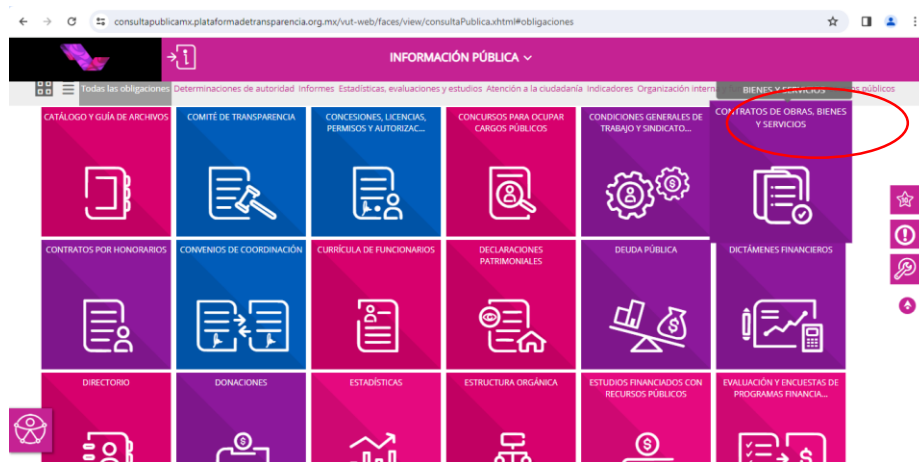 consultapublicamx.plataformadetransparencia.org.mx/vut-web/faces/view/consultaPublica.xhtml#obligaciones
INFORMACIÓN PÚBLICA
Todas las obligaciones Determinaciones de autoridad Informes Estadísticas, evaluaciones y estudios Atención a la ciudadanía Indicadores Organización intern
BIENES Y SERVICIOS
públicos
CATÁLOGO Y GUÍA DE ARCHIVOS
COMITÉ DE TRANSPARENCIA
CONCESIONES, LICENCIAS,
PERMISOS Y AUTORIZAC...
CONCURSOS PARA OCUPAR
CARGOS PÚBLICOS
CONDICIONES GENERALES DE
TRABAJO Y SINDICATO...
CONTRATOS DE OBRAS, BIENES
Y SERVICIOS
CONTRATOS POR HONORARIOS
CONVENIOS DE COORDINACIÓN
CURRÍCULA DE FUNCIONARIOS
DECLARACIONES
PATRIMONIALES
DEUDA PÚBLICA
DICTÁMENES FINANCIEROS
DIRECTORIO
DONACIONES
ESTADÍSTICAS
ESTRUCTURA ORGÁNICA
ESTUDIOS FINANCIADOS CON
RECURSOS PÚBLICOS
EVALUACIÓN Y ENCUESTAS DE
PROGRAMAS FINANCIA...